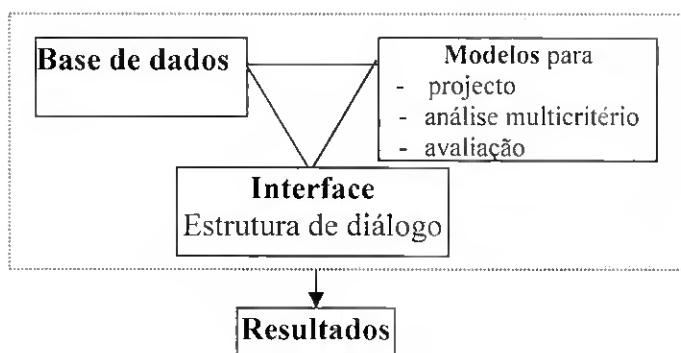 Base de dados
Modelos para
- projecto
- análise multicritério
- avaliação
Interface
Estrutura de diálogo
Resultados